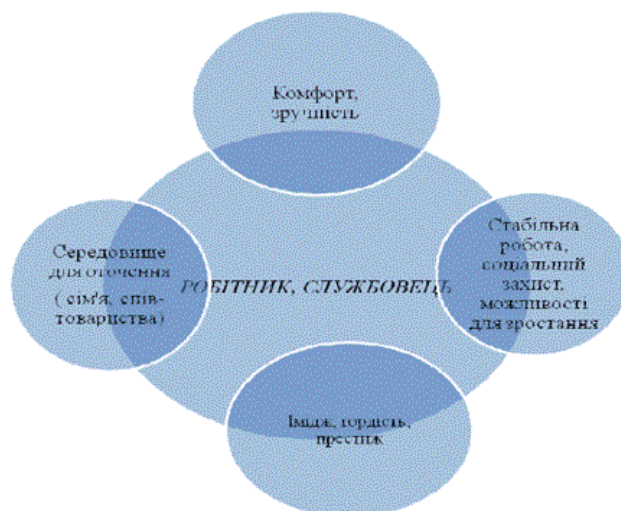 Комфорт,
зручність
Середовище
для оточення
( сім'я, спів-
товариства)
РОБІТНИК, СЛУЖБОВЕЦЬ
Стабільна
робота,
соціальний
захист,
можливості
для зростання
Імідж, гордість,
престиж